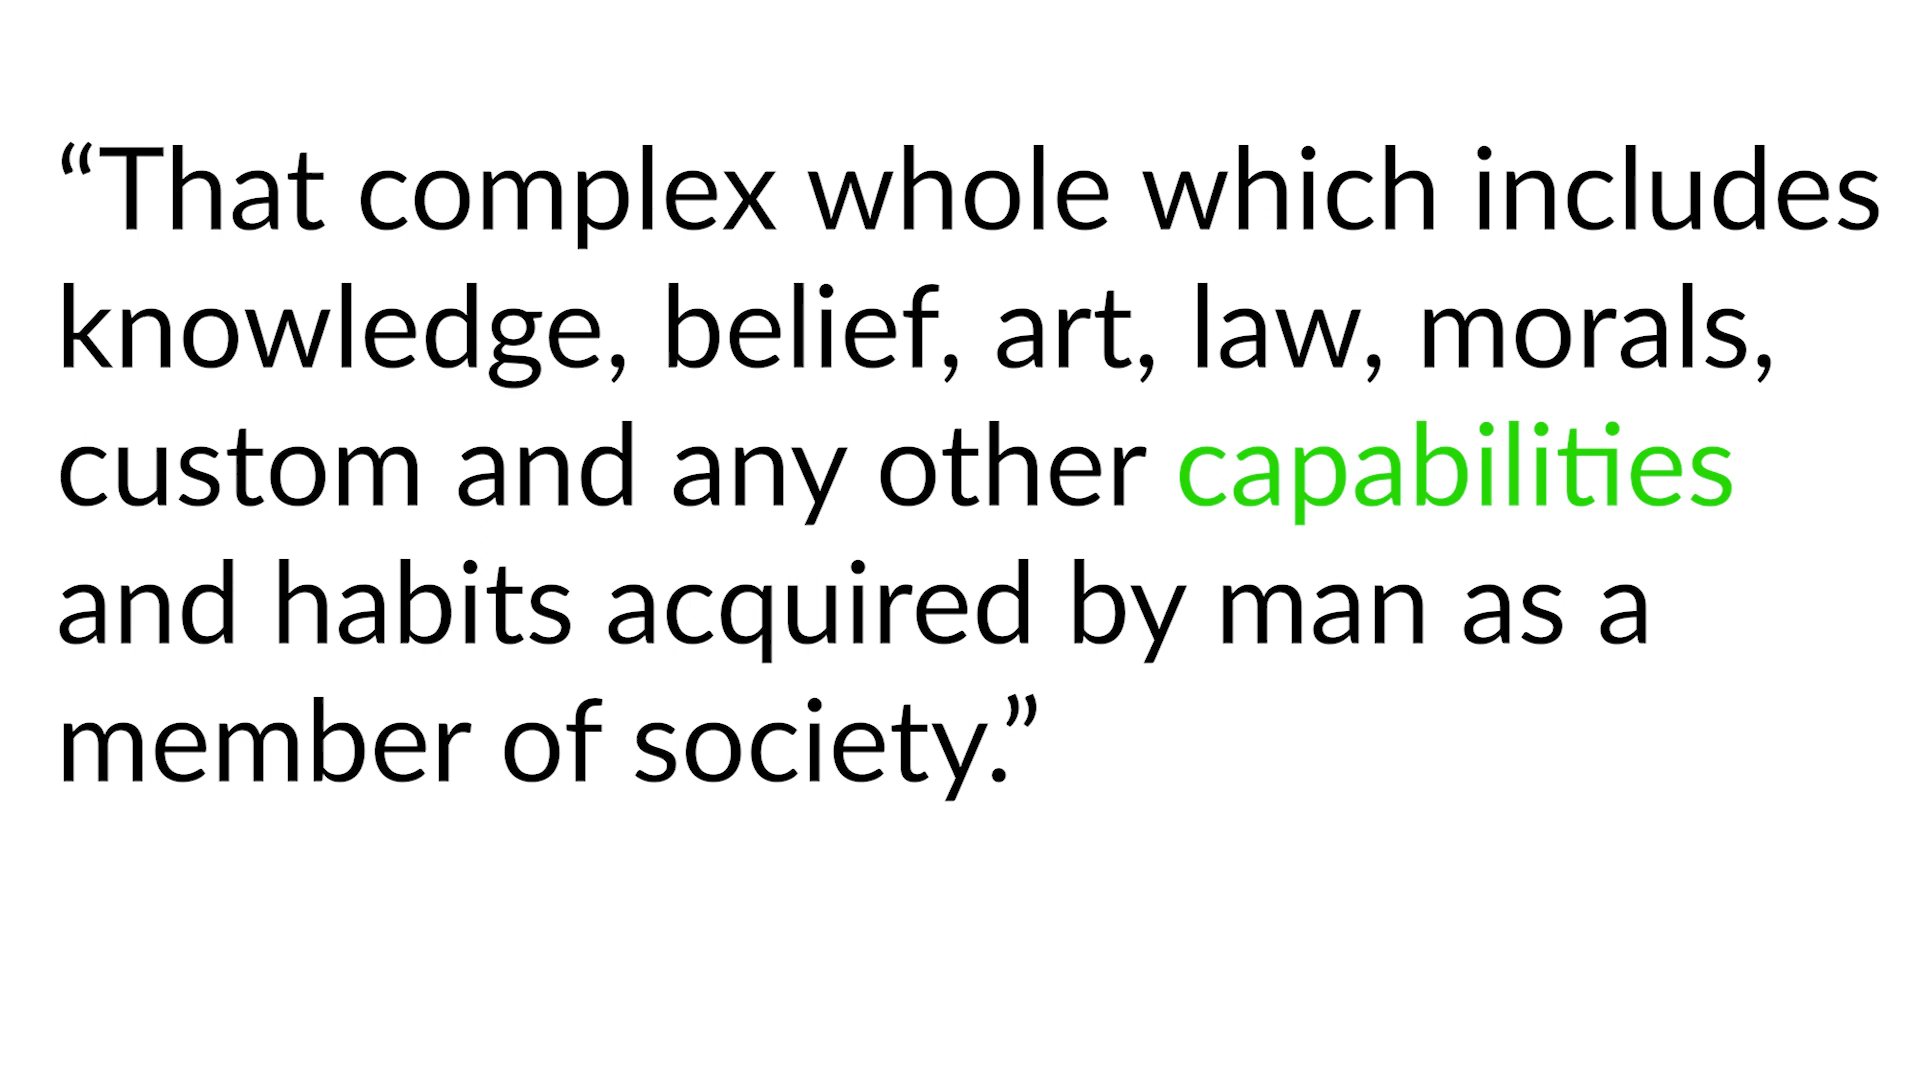 “That complex whole which includes
knowledge, belief, art, law, morals,
custom and any other capabilities
and habits acquired by man as a
member of society.”